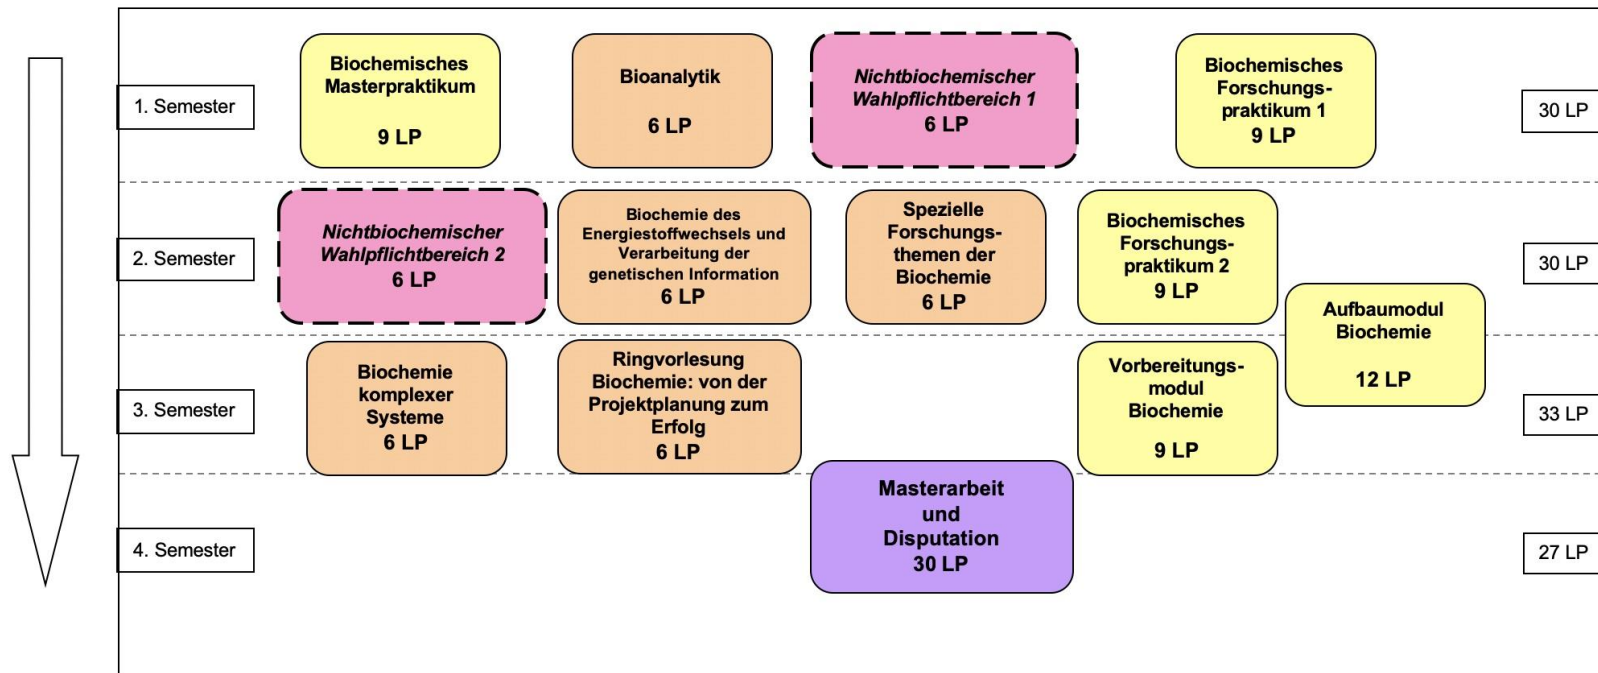 1. Semester
Biochemisches
Masterpraktikum
9 LP
Bioanalytik
6 LP
Nichtbiochemischer
Wahlpflichtbereich 1
6 LP
Biochemisches
Forschungs-
praktikum 1
9 LP
30 LP
2. Semester
Nichtbiochemischer
Wahlpflichtbereich 2
6 LP
Biochemie des
Energiestoffwechsels und
Verarbeitung der
genetischen Information
6 LP
Spezielle
Forschungs-
themen der
Biochemie
6 LP
Biochemisches
Forschungs-
praktikum 2
9 LP
30 LP
Aufbaumodul
Biochemie
12 LP
3. Semester
Biochemie
komplexer
Systeme
6 LP
Ringvorlesung
Biochemie: von der
Projektplanung zum
Erfolg
6 LP
Vorbereitungs-
modul
Biochemie
9 LP
33 LP
4. Semester
Masterarbeit
und
Disputation
30 LP
27 LP